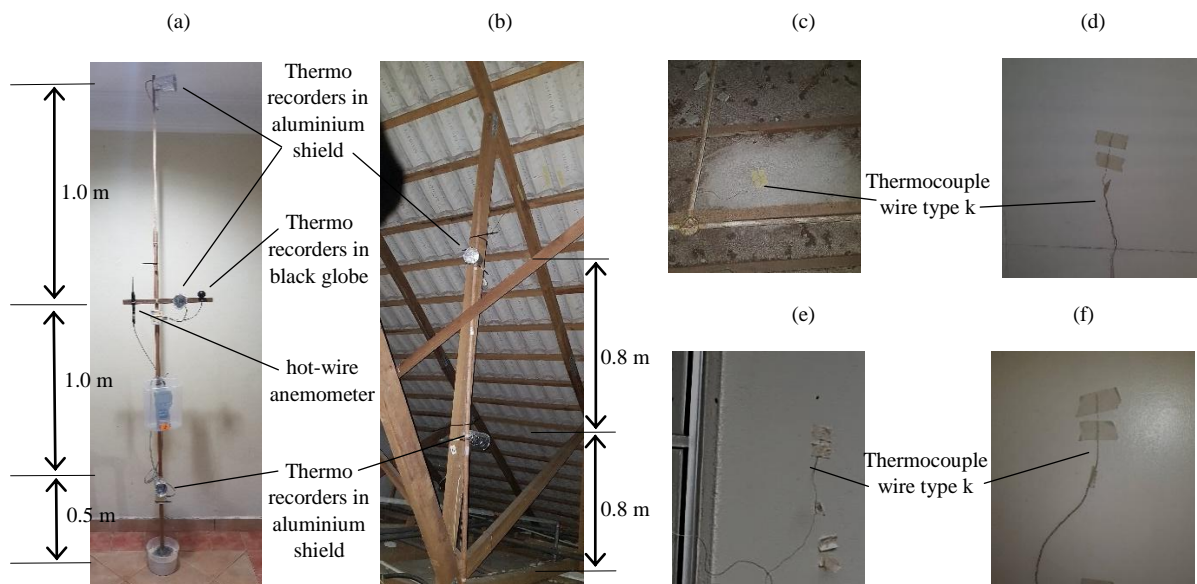 (a)
(b)
(c)
(d)
Thermo
recorders in
aluminium
shield
1.0 m
Thermo
recorders in
black globe
Thermocouple
wire type k
(e)
(f)
0.8 m
1.0 m
hot-wire
anemometer
Thermo
recorders in
aluminium
shield
Thermocouple
wire type k
0.5 m
0.8 m